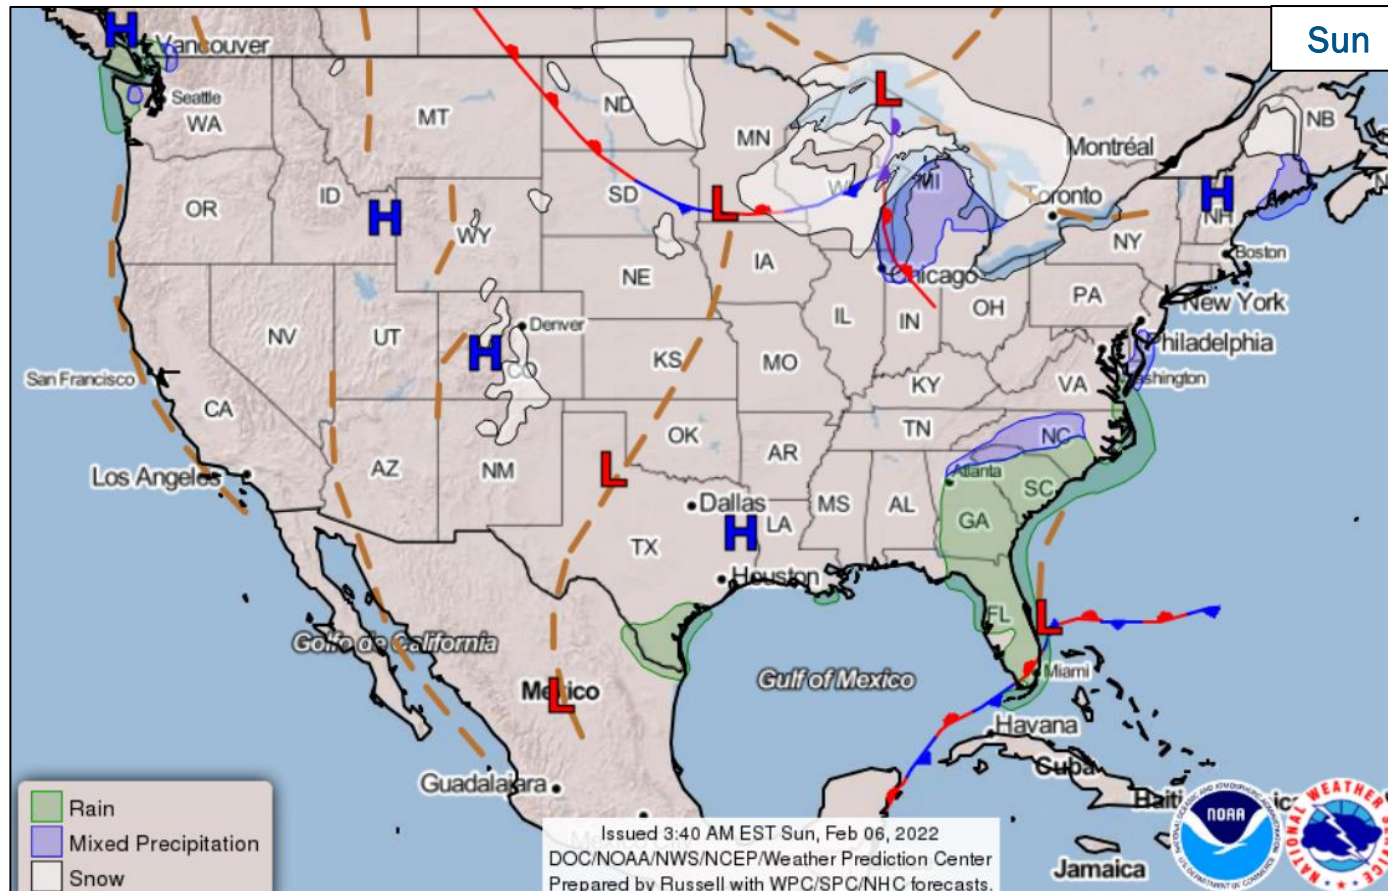 Sun
H
Vancouver
Seattle
WA
MT
ND
MN
L
Montréal
NB
OR
ID
H
WY
SD
L
MI
Toronto
H
NH
NY
Boston
NE
IA
Chicago
PA
New York
NV
UT
H
Denver
CO
KS
MO
IL
IN
OH
Philadelphia
San Francisco
CA
KY
VA
Los Angeles
AZ
NM
OK
L
AR
TN
NC
Atlanta
SC
Dallas
H
LA
MS
AL
GA
TX
Houston
FL
L
Golfo de California
Mexico
L
Gulf of Mexico
Miami
Havana
Cuba
Guadalajara
Jamaica
NOAA
Rain
Mixed Precipitation
Snow
Issued 3:40 AM EST Sun, Feb 06, 2022
DOC/NOAA/NWS/NCEP/Weather Prediction Center
Prepared by Russell with WPC/SPC/NHC forecasts.